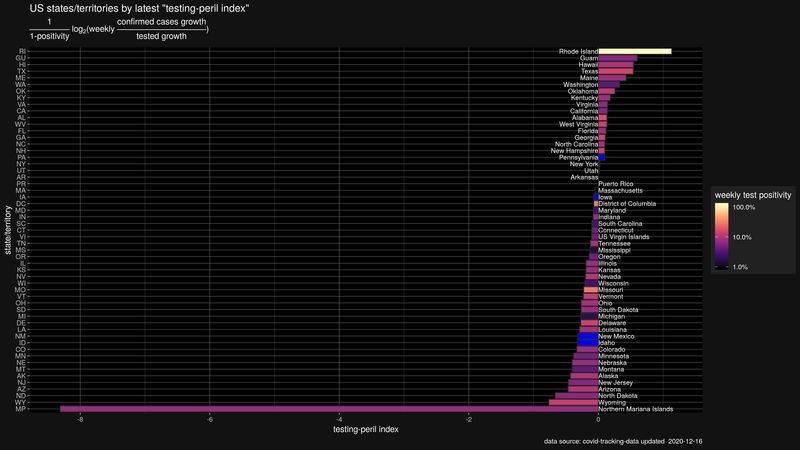 US states/territories by latest "testing-peril index"
1
1-positivity
log2(weekly
confirmed cases growth
tested growth
)
state/territory
RI
GU
HI
TX
ME
WA
OK
KY
VA
CA
AL
WV
FL
GA
NC
NH
PA
NY
UT
AR
PR
MA
IA
DC
MD
IN
SC
CT
VI
TN
MS
OR
IL
KS
NV
WI
MO
VT
OH
SD
MI
DE
LA
NM
ID
CO
MN
NE
MT
AK
NJ
AZ
ND
WY
MP
Rhode Island
Guam
Hawaii
Texas
Maine
Washington
Oklahoma
Kentucky
Virginia
California
Alabama
West Virginia
Florida
Georgia
North Carolina
New Hampshire
Pennsylvania
New York
Utah
Arkansas
Puerto Rico
Massachusetts
Iowa
District of Columbia
Maryland
Indiana
South Carolina
Connecticut
US Virgin Islands
Tennessee
Mississippi
Oregon
Illinois
Kansas
Nevada
Wisconsin
Missouri
Vermont
Ohio
South Dakota
Michigan
Delaware
Louisiana
New Mexico
Idaho
Colorado
Minnesota
Nebraska
Montana
Alaska
New Jersey
Arizona
North Dakota
Wyoming
Northern Mariana Islands
-8 -6 -4 -2 0
testing-peril index
weekly test positivity
100.0%
10.0%
1.0%
data source: covid-tracking-data updated 2020-12-16